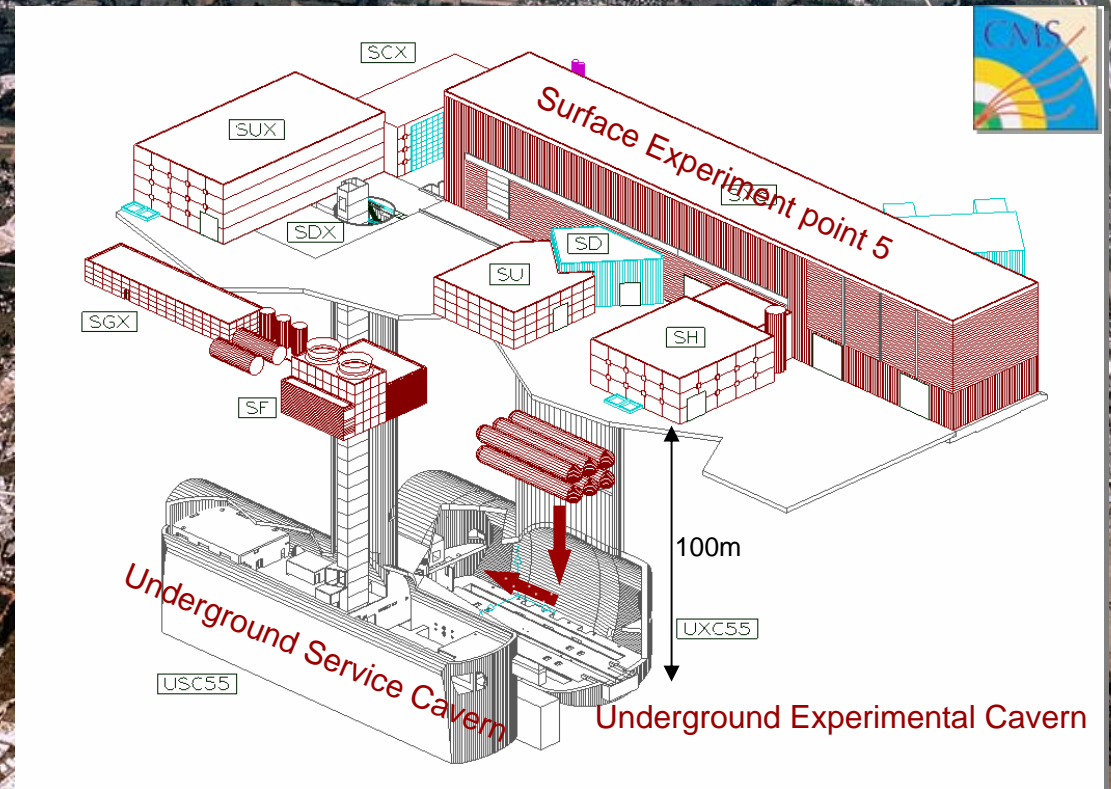 CMS
SCX
SUX
Surface Experiment point 5
SDX
SD
SU
SGX
SH
SF
100m
Underground Service Cavern
UXC55
USC55
Underground Experimental Cavern